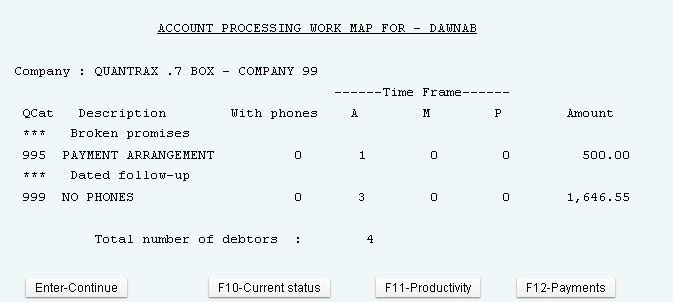 ACCOUNT PROCESSING WORK MAP FOR - DAWNAB
Company : QUANTRAX .7 BOX - COMPANY 99
------Time Frame------
QCat Description With phones A M P Amount
*** Broken promises
995 PAYMENT ARRANGEMENT 0 1 0 0 500.00
*** Dated follow-up
999 NO PHONES 0 3 0 0 1,646.55
Total number of debtors : 4
Enter-Continue F10-Current status F11-Productivity F12-Payments